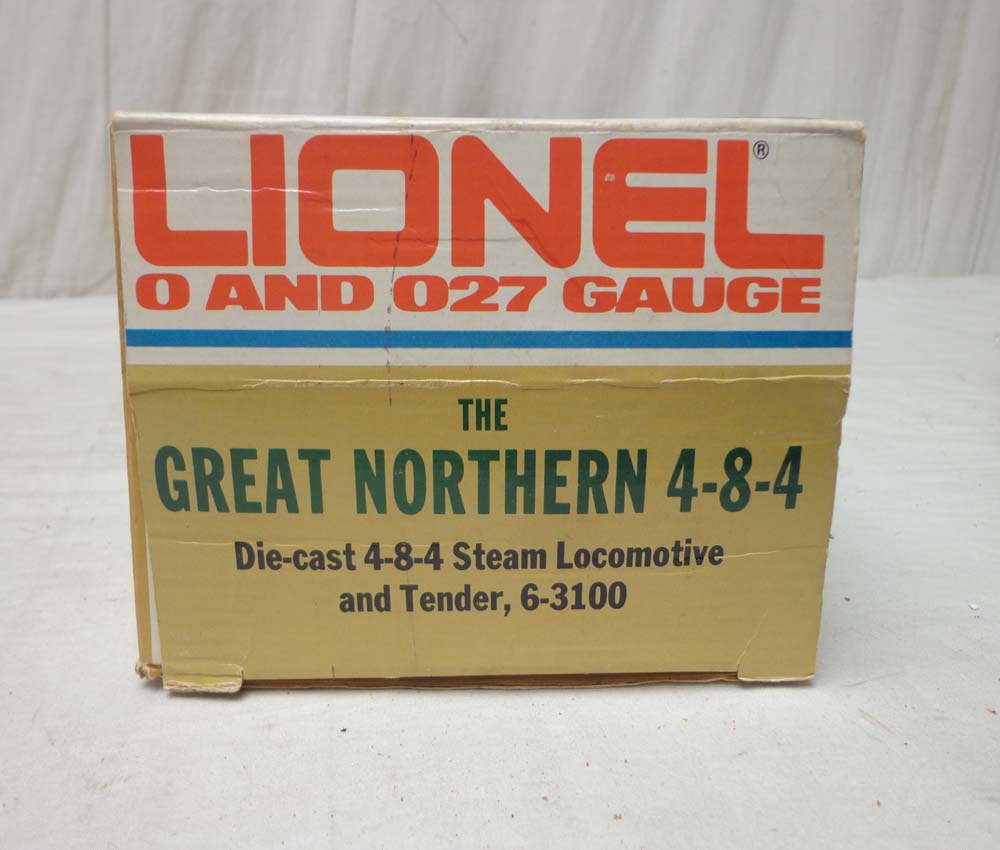 LIONEL®
O AND O27 GAUGE
THE
GREAT NORTHERN 4-8-4
Die-cast 4-8-4 Steam Locomotive
and Tender, 6-3100